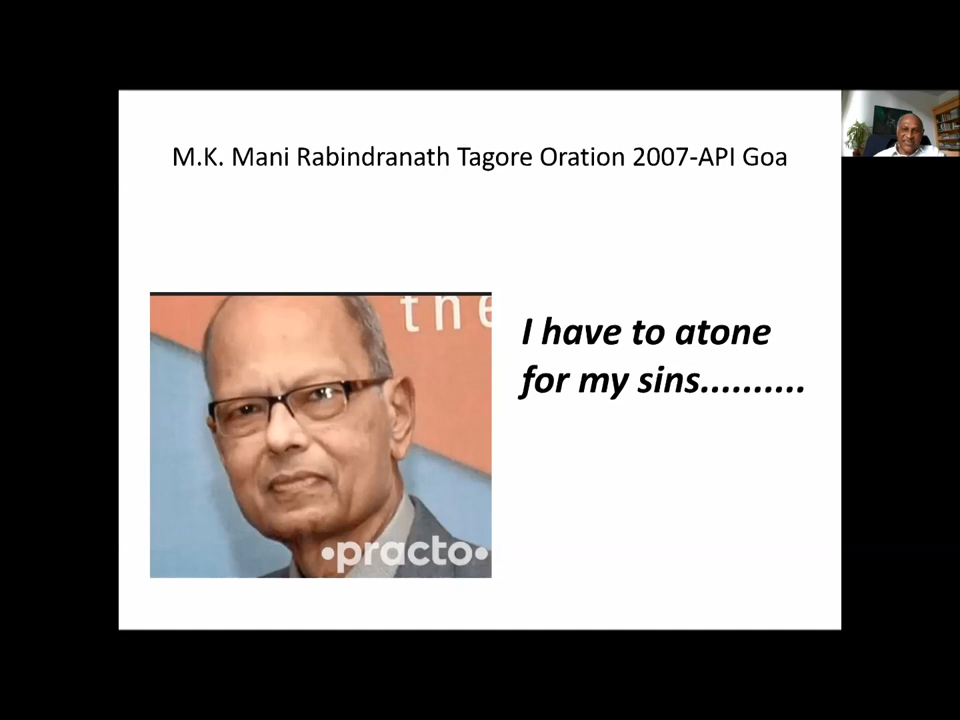 M.K. Mani Rabindranath Tagore Oration 2007-API Goa
the
I have to atone
for my sins..........
•practo•